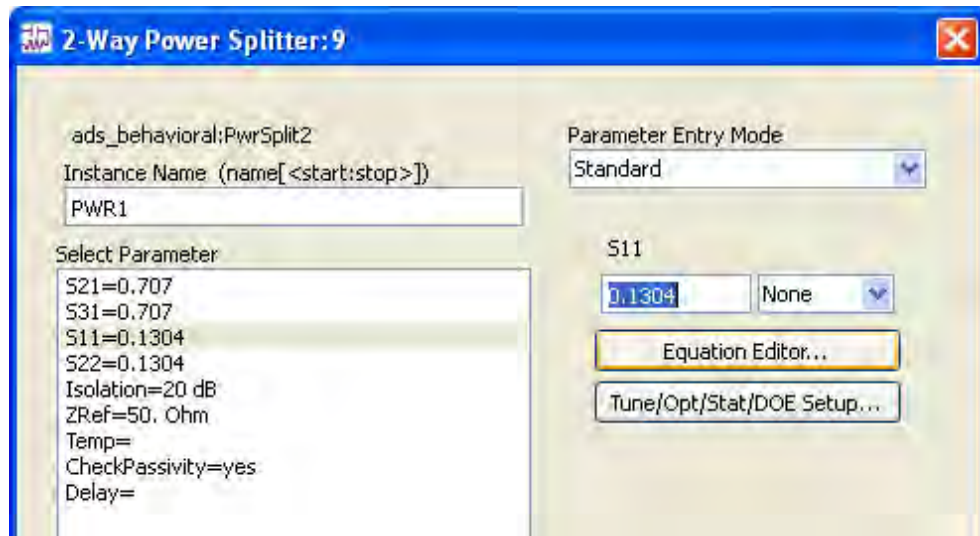 2-Way Power Splitter:9
ads_behavioral:PwrSplit2
Instance Name (name[<start:stop>])
PWR1
Select Parameter
S21=0.707
S31=0.707
S11=0.1304
S22=0.1304
Isolation=20 dB
ZRef=50. Ohm
Temp=
CheckPassivity=yes
Delay=
Parameter Entry Mode
Standard
S11
0.1304 None
Equation Editor...
Tune/Opt/Stat/DOE Setup...